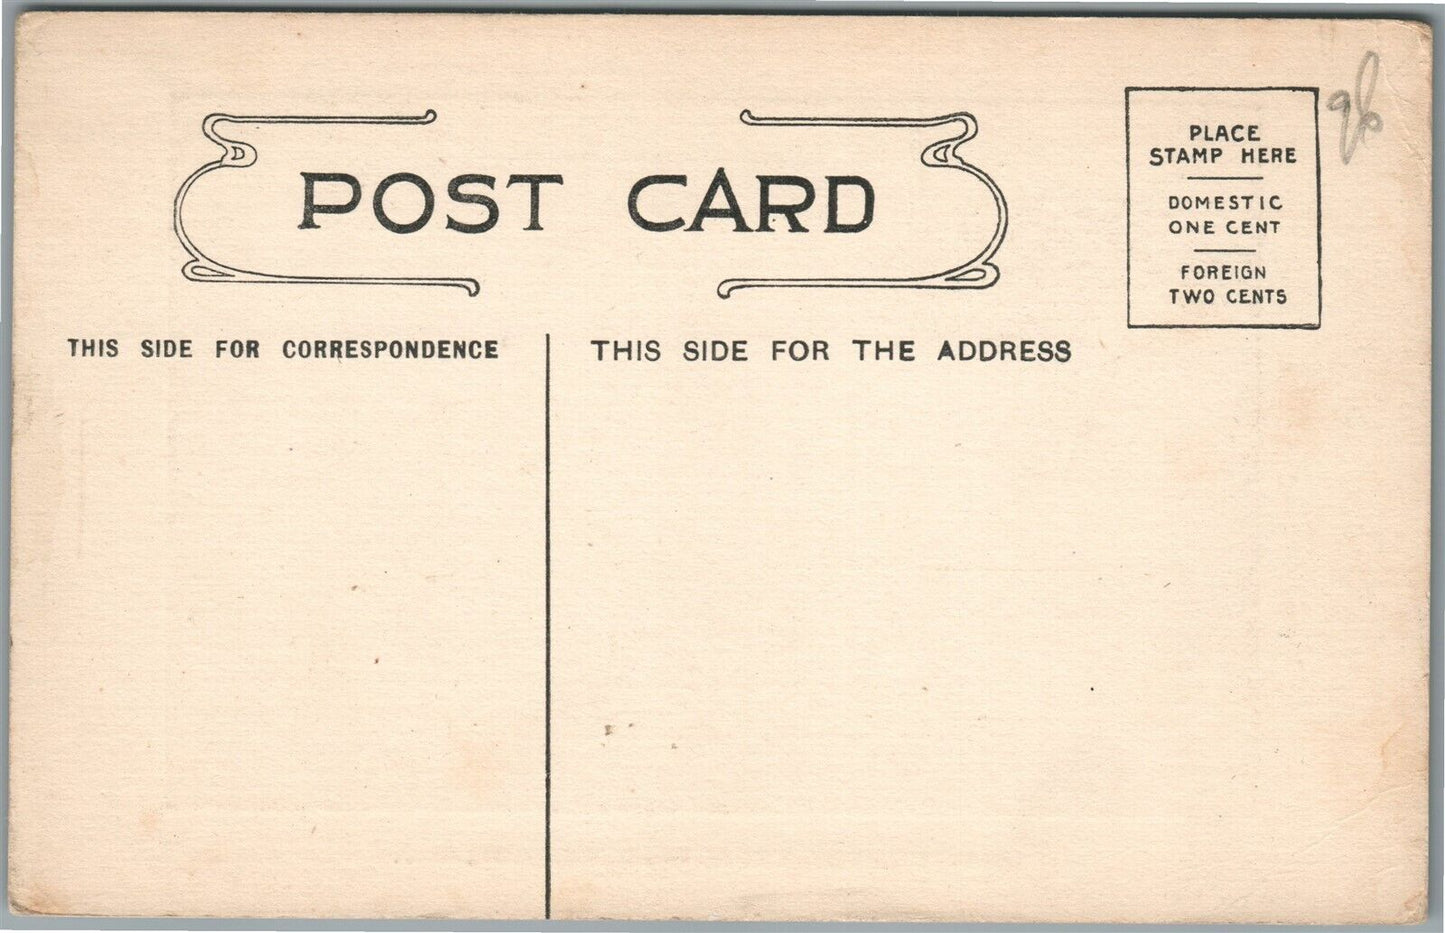 POST CARD
PLACE
STAMP HERE
DOMESTIC
ONE CENT
FOREIGN
TWO CENTS
THIS SIDE FOR CORRESPONDENCE
THIS SIDE FOR THE ADDRESS